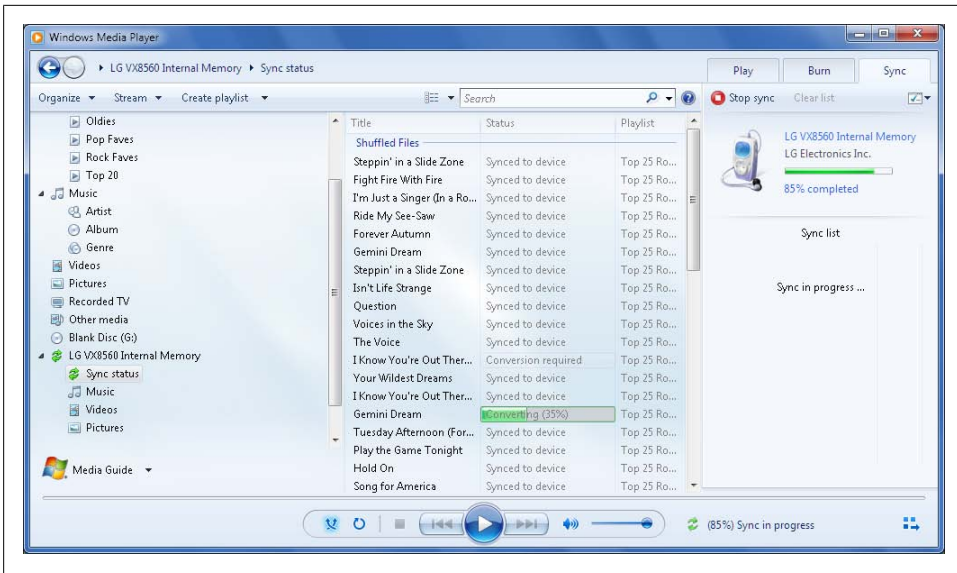 Windows Media Player
LG VX8560 Internal Memory Sync status
Play Burn Sync
Organize Stream Create playlist Search Stop sync Clear list
Oldies
Pop Faves
Rock Faves
Top 20
Music
Artist
Album
Genre
Videos
Pictures
Recorded TV
Other media
Blank Disc (G:)
LG VX8560 Internal Memory
Sync status
Music
Videos
Pictures
Media Guide
Title Status Playlist
Shuffled Files
Steppin' in a Slide Zone Synced to device Top 25 Ro...
Fight Fire With Fire Synced to device Top 25 Ro...
I'm Just a Singer (In a Ro... Synced to device Top 25 Ro...
Ride My See-Saw Synced to device Top 25 Ro...
Forever Autumn Synced to device Top 25 Ro...
Gemini Dream Synced to device Top 25 Ro...
Steppin' in a Slide Zone Synced to device Top 25 Ro...
Isn't Life Strange Synced to device Top 25 Ro...
Question Synced to device Top 25 Ro...
Voices in the Sky Synced to device Top 25 Ro...
The Voice Synced to device Top 25 Ro...
I Know You're Out Ther... Conversion required Top 25 Ro...
Your Wildest Dreams Synced to device Top 25 Ro...
I Know You're Out Ther... Synced to device Top 25 Ro...
Gemini Dream Converting (35%) Top 25 Ro...
Tuesday Afternoon (For... Synced to device Top 25 Ro...
Play the Game Tonight Synced to device Top 25 Ro...
Hold On Synced to device Top 25 Ro...
Song for America Synced to device Top 25 Ro...
LG VX8560 Internal Memory
LG Electronics Inc.
85% completed
Sync list
Sync in progress ...
(85%) Sync in progress